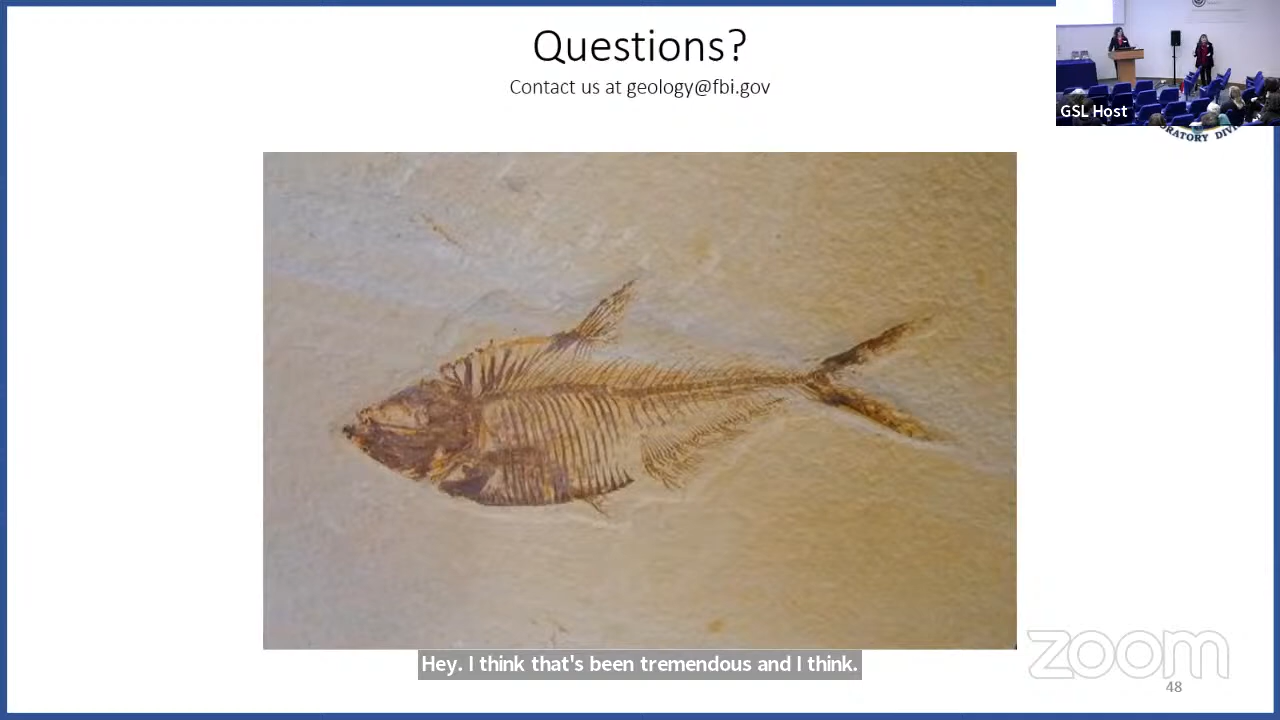 Questions?
Contact us at geology@fbi.gov
GSL Host
Hey. I think that's been tremendous and I think.
zoom
48